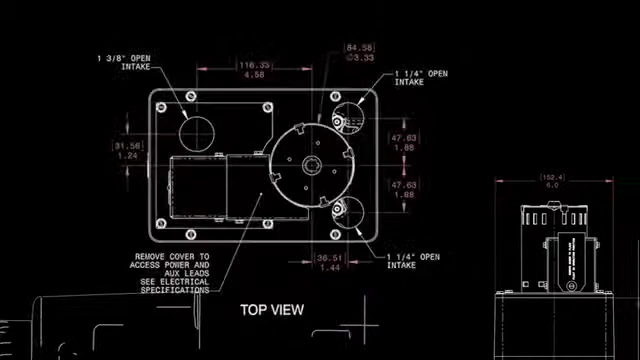 [84.58]
∅3.33
1 3/8" OPEN
INTAKE
116.33
4.58
1 1/4" OPEN
INTAKE
[31.56]
1.24
[47.63]
1.88
[47.63]
1.88
[152.4]
6.0
36.51
1.44
1 1/4" OPEN
INTAKE
REMOVE COVER TO
ACCESS POWER AND
AUX LEADS
SEE ELECTRICAL
SPECIFICATIONS
TOP VIEW